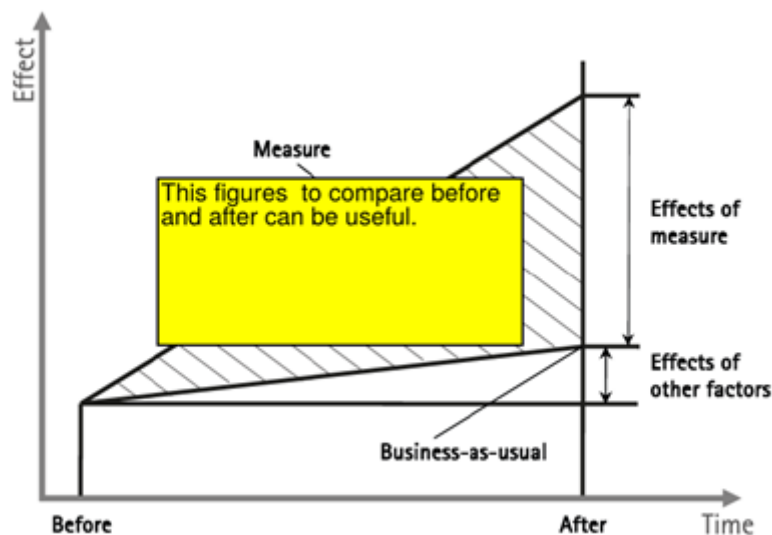 Effect
Measure
This figures  to compare before
and after can be useful.
Effects of
measure
Effects of
other factors
Business-as-usual
Before
After
Time